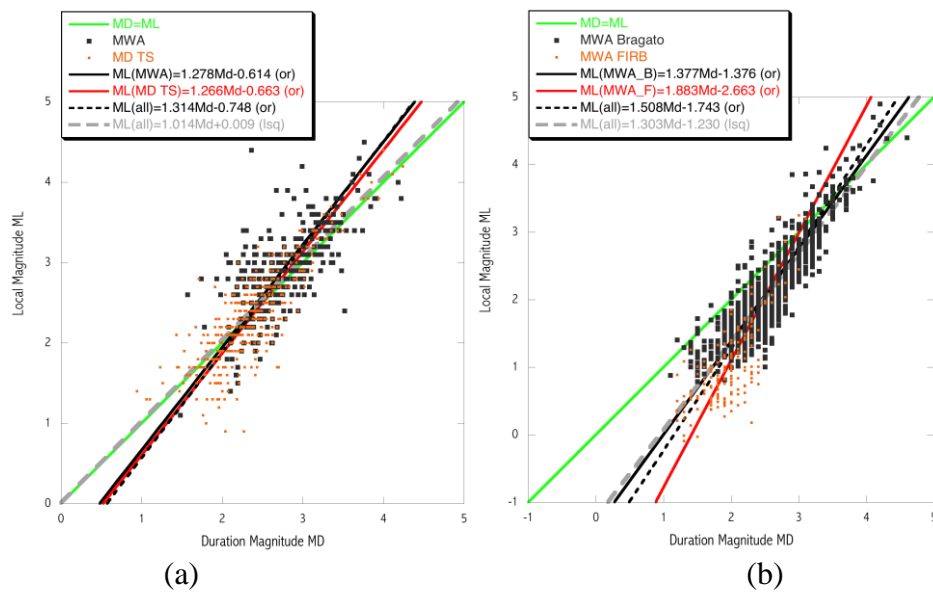 MD=ML
MWA
MD TS
ML(MWA)=1.278Md-0.614 (or)
ML(MD TS)=1.266Md-0.663 (or)
ML(all)=1.314Md-0.748 (or)
ML(all)=1.014Md+0.009 (lsq)
5
4
3
2
1
0
Local Magnitude ML
0 1 2 3 4 5
Duration Magnitude MD
(a)
MD=ML
MWA Bragato
MWA FIRB
ML(MWA_B)=1.377Md-1.376 (or)
ML(MWA_F)=1.883MD-2.663 (or)
ML(all)=1.508Md-1.743 (or)
ML(all)=1.303Md-1.230 (lsq)
5
4
3
2
1
0
-1
Local Magnitude ML
-1 0 1 2 3 4 5
Duration Magnitude MD
(b)